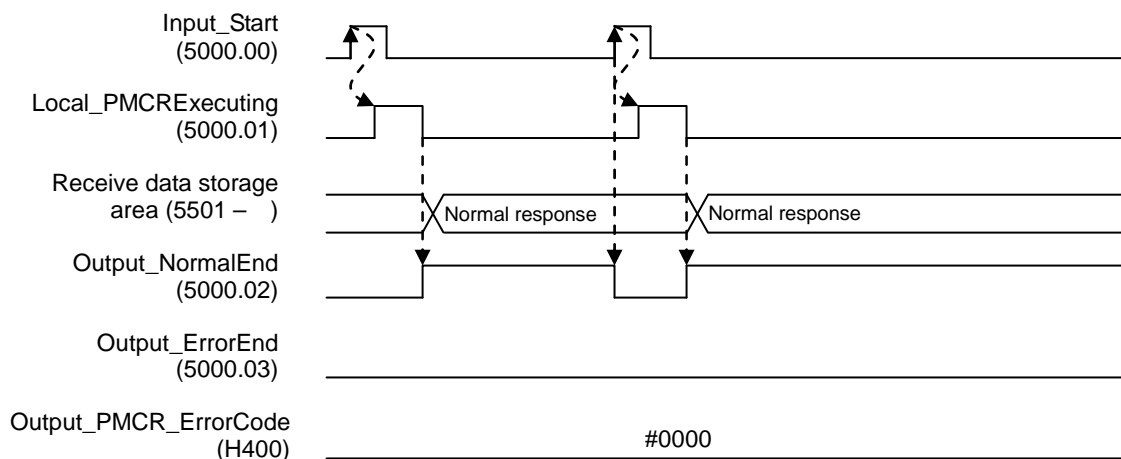 Input_Start
(5000.00)
Local_PMCRExecuting
(5000.01)
Receive data storage
area (5501 – )
Normal response
Normal response
Output_NormalEnd
(5000.02)
Output_ErrorEnd
(5000.03)
Output_PMCR_ErrorCode
(H400)
#0000